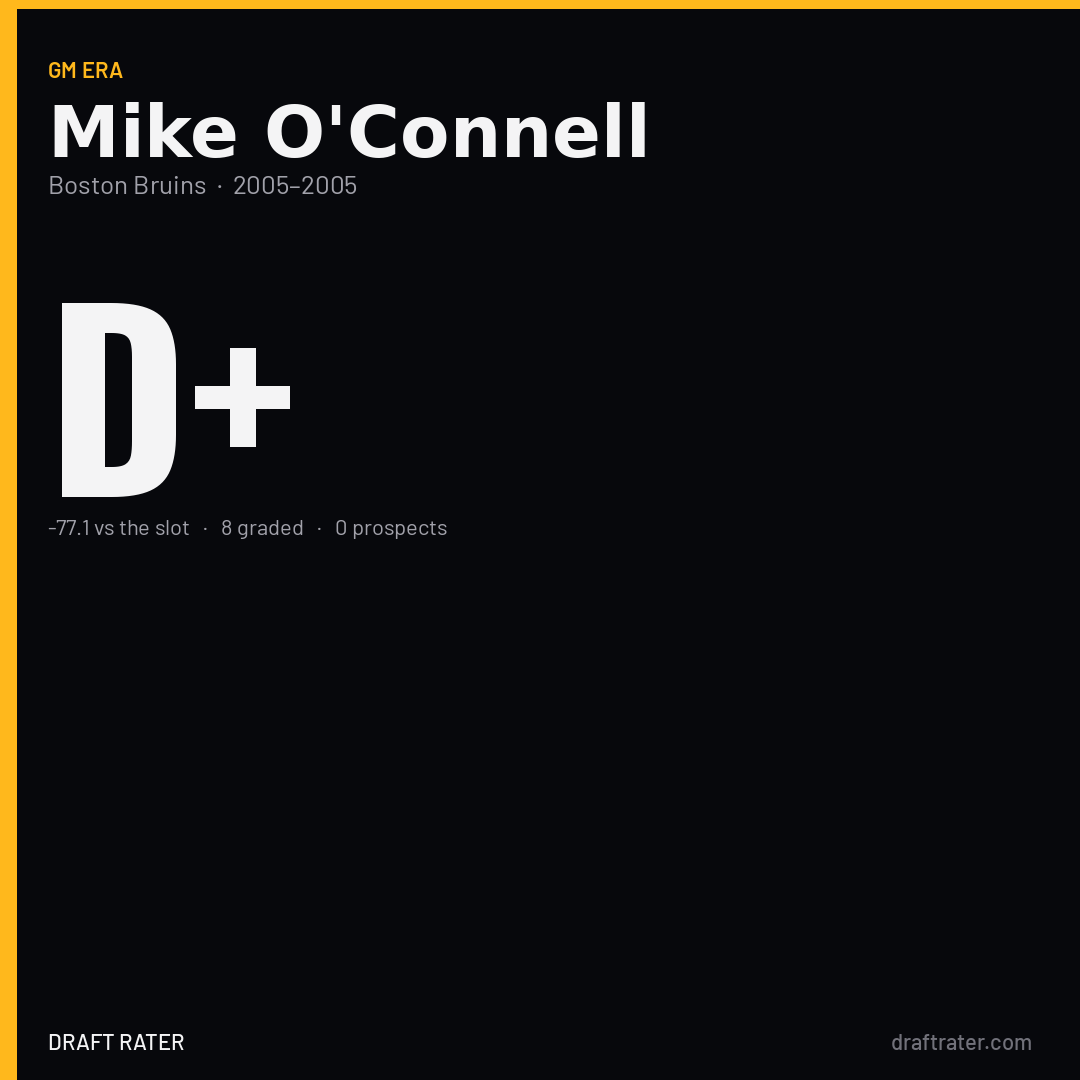 GM ERA
Mike O'Connell
Boston Bruins · 2005–2005
D+
-77.1 vs the slot · 8 graded · 0 prospects
DRAFT RATER
draftrater.com